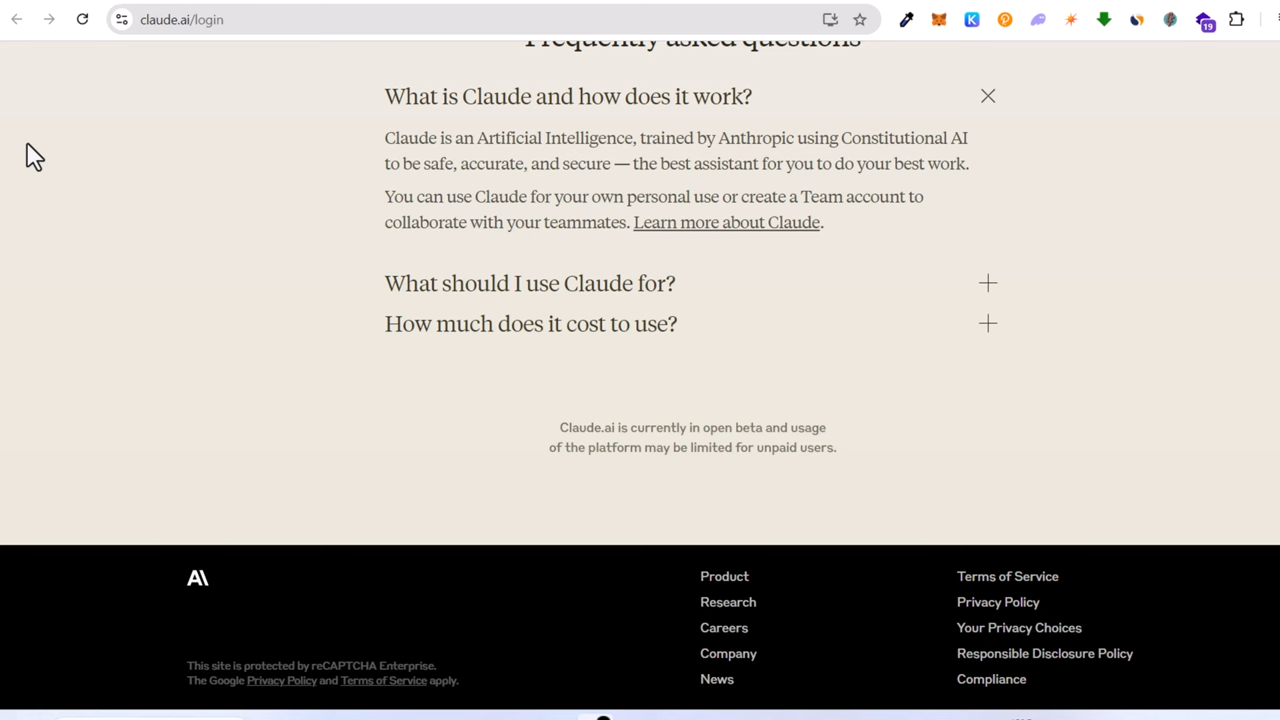 claude.ai/login
19
Frequently asked questions
What is Claude and how does it work?
Claude is an Artificial Intelligence, trained by Anthropic using Constitutional AI
to be safe, accurate, and secure — the best assistant for you to do your best work.
You can use Claude for your own personal use or create a Team account to
collaborate with your teammates. Learn more about Claude.
What should I use Claude for?
How much does it cost to use?
Claude.ai is currently in open beta and usage
of the platform may be limited for unpaid users.
A\
Product
Research
Careers
Company
News
Terms of Service
Privacy Policy
Your Privacy Choices
Responsible Disclosure Policy
Compliance
This site is protected by reCAPTCHA Enterprise.
The Google Privacy Policy and Terms of Service apply.